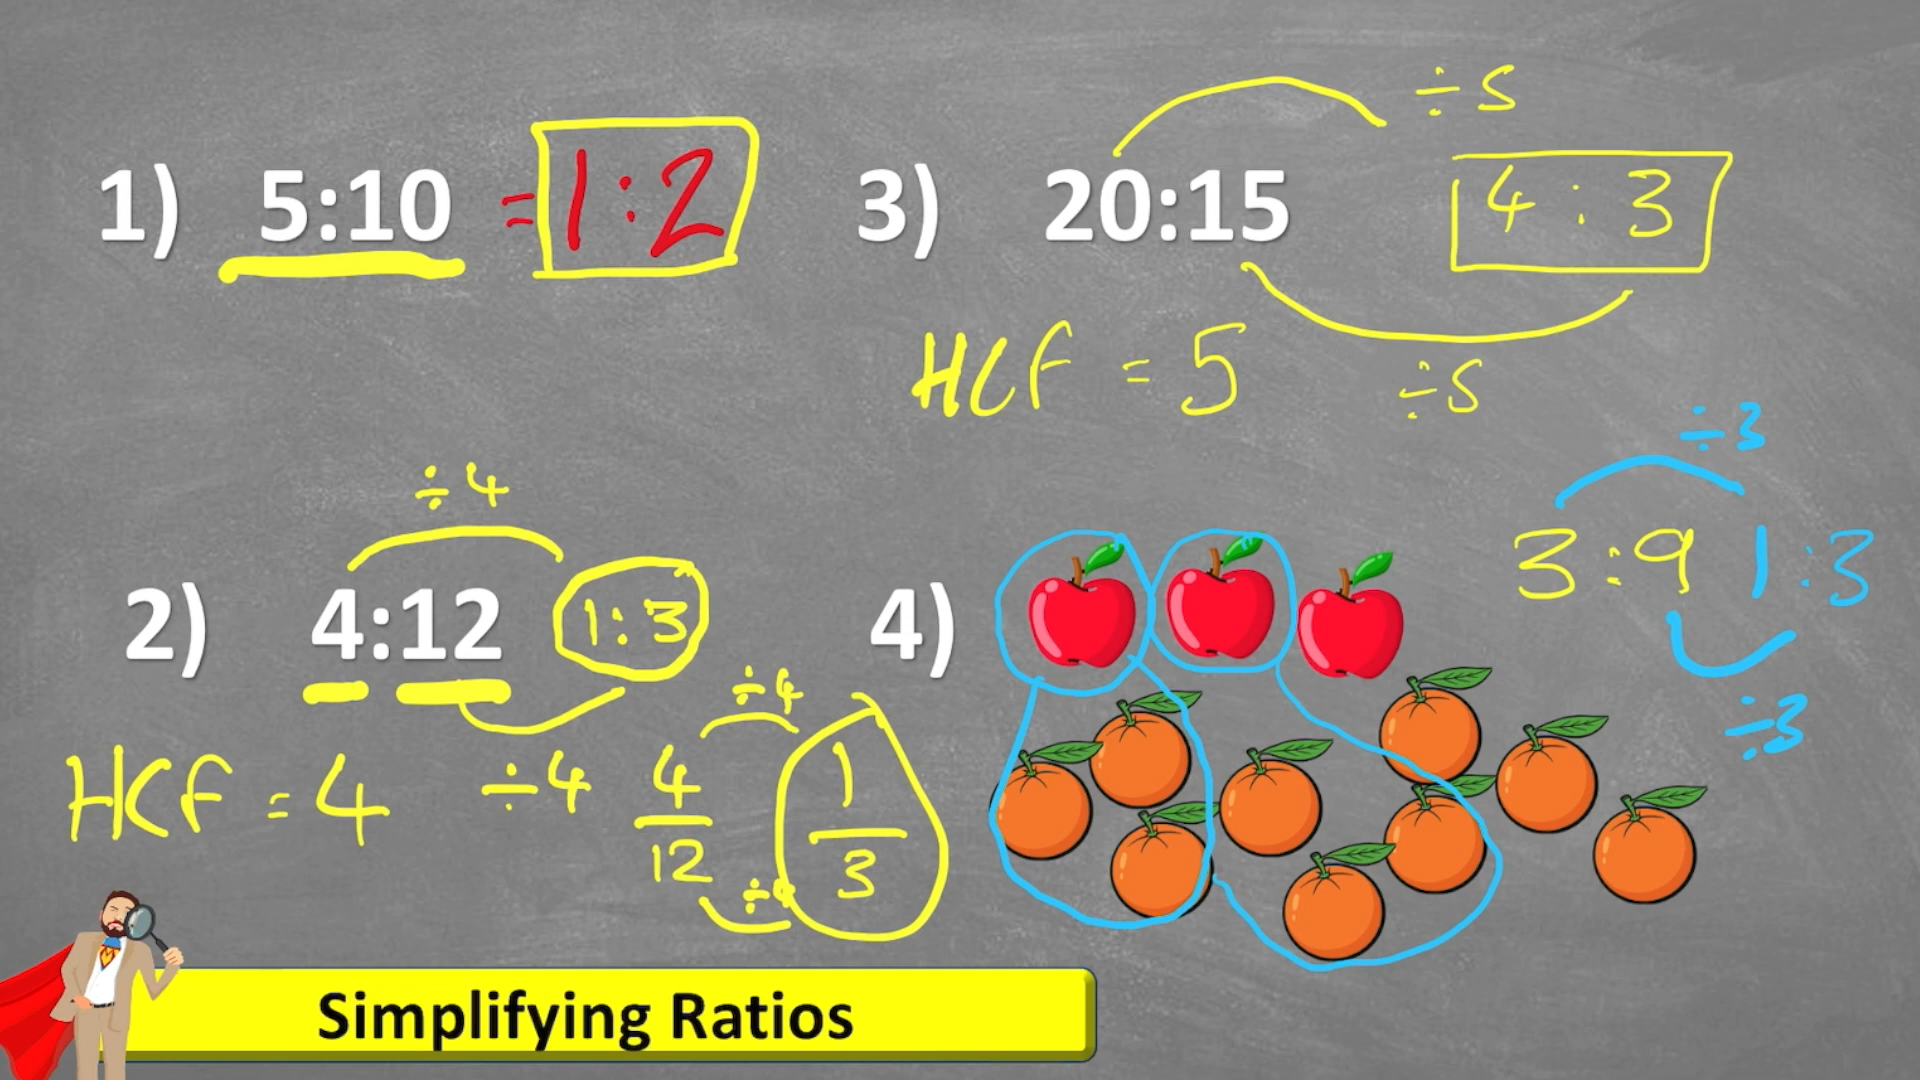 1) 5:10 = 1:2
÷4
2) 4:12 1:3
HCF = 4 ÷4
÷4
4/12 1/3
÷4
÷5
3) 20:15 4:3
HCF = 5 ÷5
÷3
4) 3:9 1:3
÷3
Simplifying Ratios